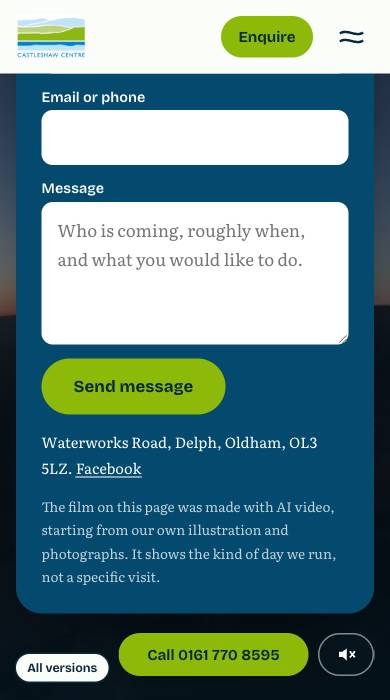 CASTLESHAW CENTRE
Enquire
Email or phone
Message
Who is coming, roughly when,
and what you would like to do.
Send message
Waterworks Road, Delph, Oldham, OL3
5LZ. Facebook
The film on this page was made with AI video,
starting from our own illustration and
photographs. It shows the kind of day we run,
not a specific visit.
All versions
Call 0161 770 8595